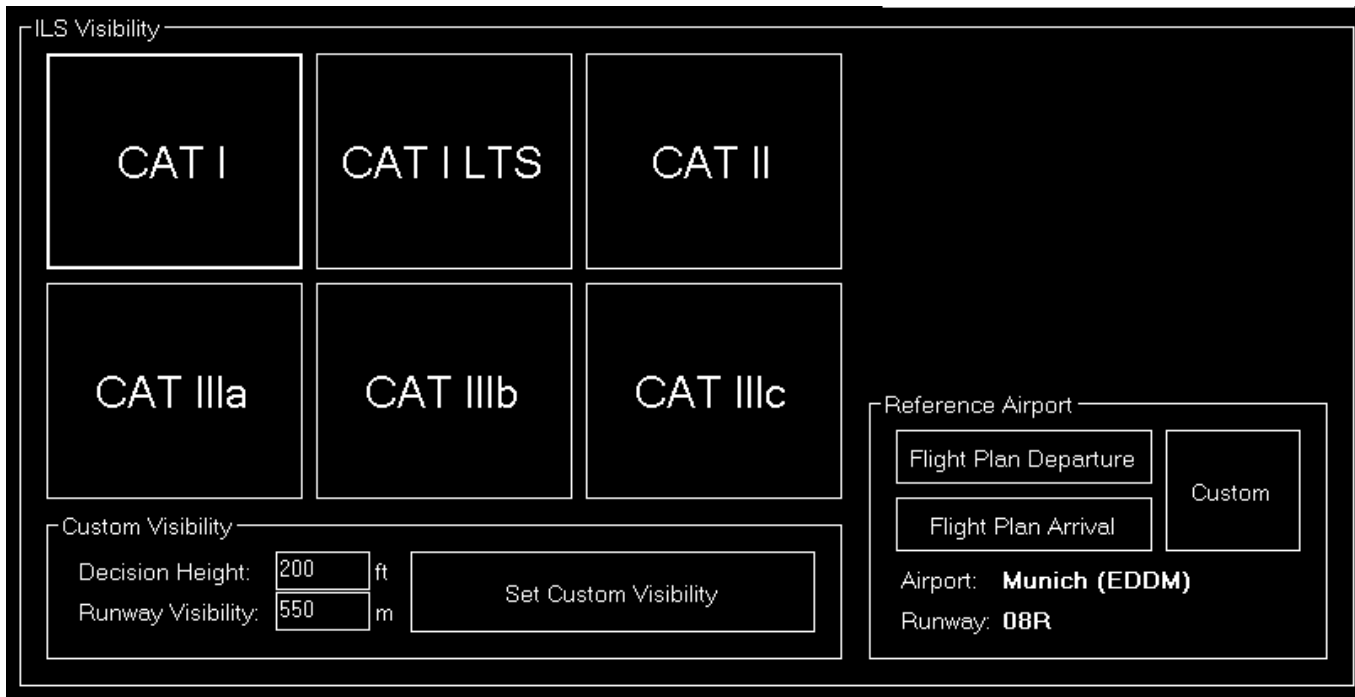 ILS Visibility
CAT I
CAT I LTS
CAT II
CAT IIIa
CAT IIIb
CAT IIIc
Custom Visibility
Decision Height: 200 ft
Runway Visibility: 550 m
Set Custom Visibility
Reference Airport
Flight Plan Departure
Flight Plan Arrival
Custom
Airport: Munich (EDDM)
Runway: 08R